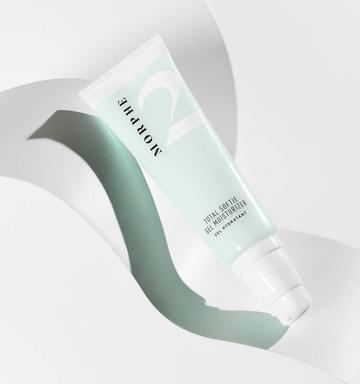 MORPHE
2
TOTAL SOFTIE
GEL MOISTURIZER
GEL HYDRATANT